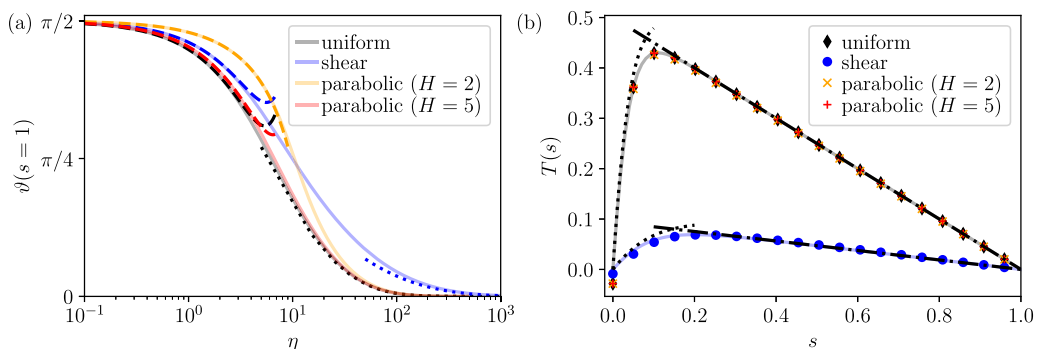 (a)
π/2
π/4
0
ϑ(s = 1)
uniform
shear
parabolic (H = 2)
parabolic (H = 5)
10⁻¹ 10⁰ 10¹ 10² 10³
η
(b)
0.5
0.4
0.3
0.2
0.1
0.0
T(s)
uniform
shear
parabolic (H = 2)
parabolic (H = 5)
0.0 0.2 0.4 0.6 0.8 1.0
s